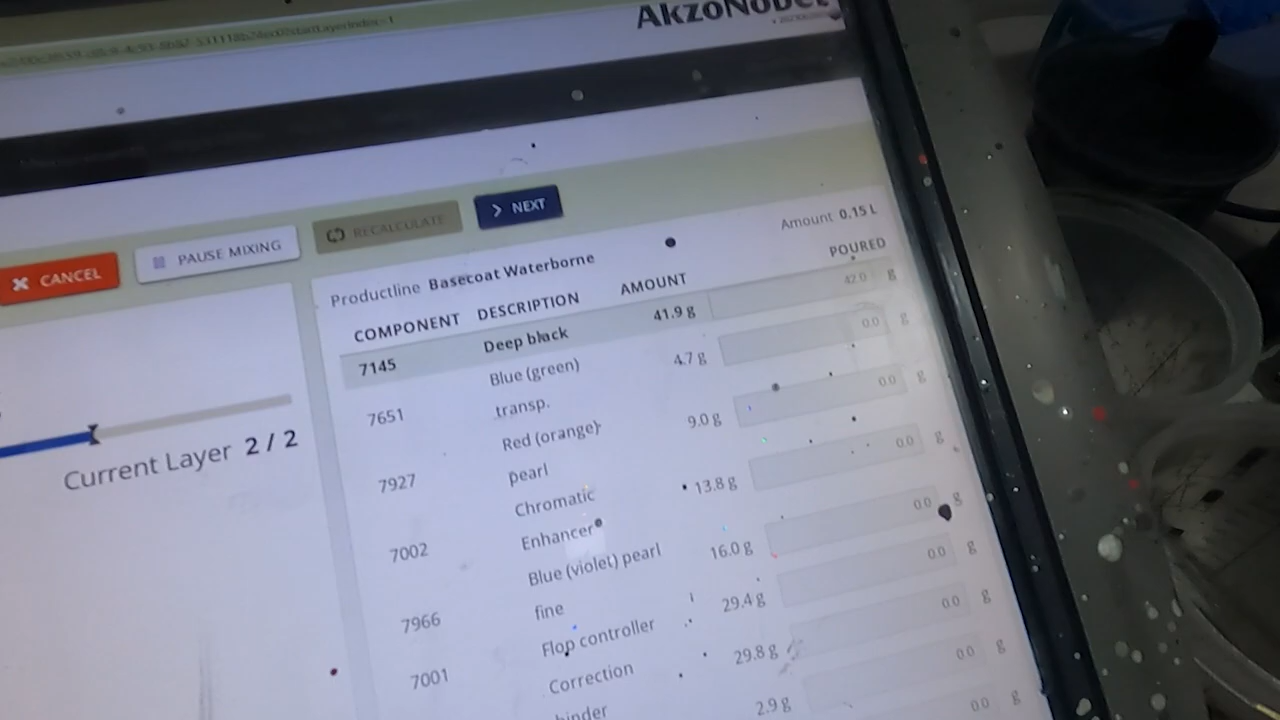 AkzoNobel
CANCEL
PAUSE MIXING
RECALCULATE
NEXT
Current Layer 2 / 2
Amount 0.15 L
Productline Basecoat Waterborne
COMPONENT DESCRIPTION AMOUNT POURED
7145 Deep black 41.9 g 42.0 g
7651 Blue (green) 4.7 g 0.0 g
transp.
7927 Red (orange) 9.0 g 0.0 g
pearl
7002 Chromatic 13.8 g 0.0 g
Enhancer
7966 Blue (violet) pearl 16.0 g 0.0 g
fine
7001 Flop controller 29.4 g 0.0 g
Correction 29.8 g 0.0 g
binder
2.9 g 0.0 g
0.0 g